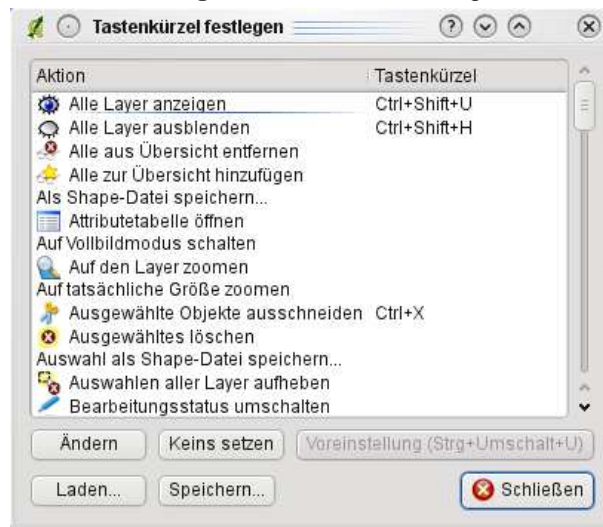 Tastenkürzel festlegen
Aktion Tastenkürzel
Alle Layer anzeigen Ctrl+Shift+U
Alle Layer ausblenden Ctrl+Shift+H
Alle aus Übersicht entfernen
Alle zur Übersicht hinzufügen
Als Shape-Datei speichern...
Attributetabelle öffnen
Auf Vollbildmodus schalten
Auf den Layer zoomen
Auf tatsächliche Größe zoomen
Ausgewählte Objekte ausschneiden Ctrl+X
Ausgewähltes löschen
Auswahl als Shape-Datei speichern...
Auswahlen aller Layer aufheben
Bearbeitungsstatus umschalten
Ändern Keins setzen Voreinstellung (Strg+Umschalt+U)
Laden... Speichern... Schließen